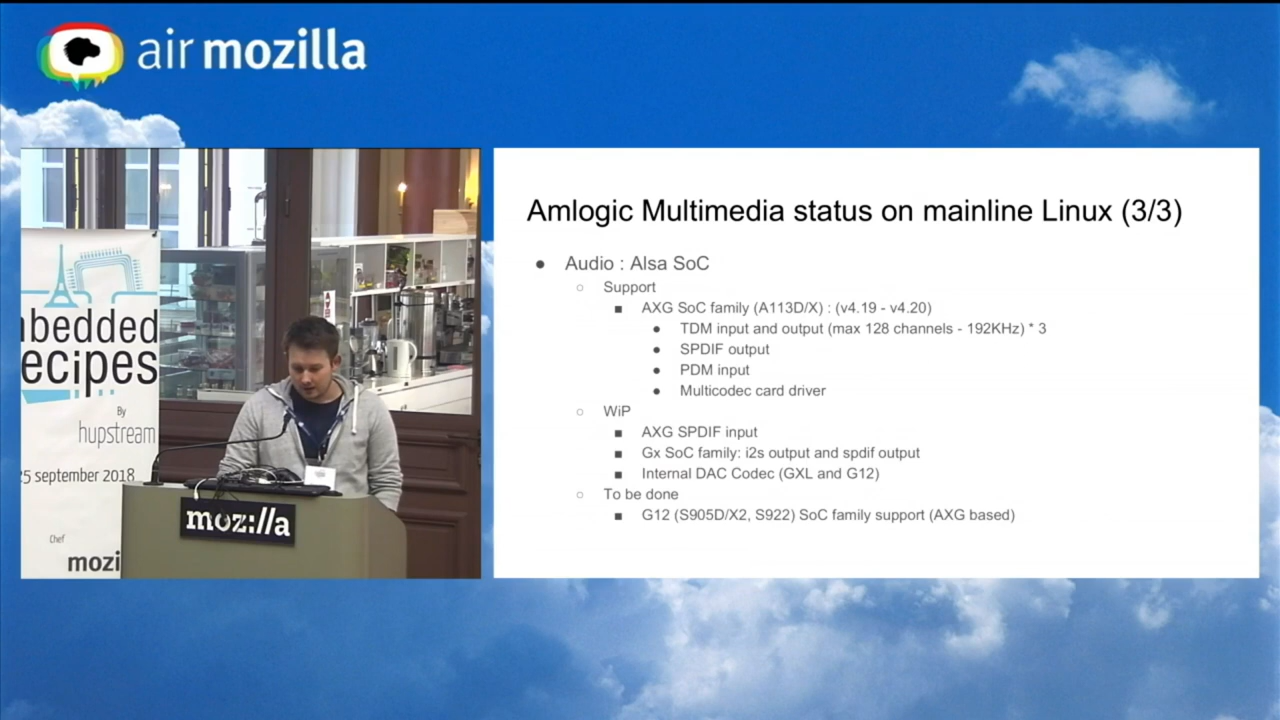 air mozilla
bedded
ecipes
By
hupstream
25 september 2018
Chef
mozi
moz://a
Amlogic Multimedia status on mainline Linux (3/3)
Audio : Alsa SoC
Support
AXG SoC family (A113D/X) : (v4.19 - v4.20)
TDM input and output (max 128 channels - 192KHz) * 3
SPDIF output
PDM input
Multicodec card driver
WiP
AXG SPDIF input
Gx SoC family: i2s output and spdif output
Internal DAC Codec (GXL and G12)
To be done
G12 (S905D/X2, S922) SoC family support (AXG based)